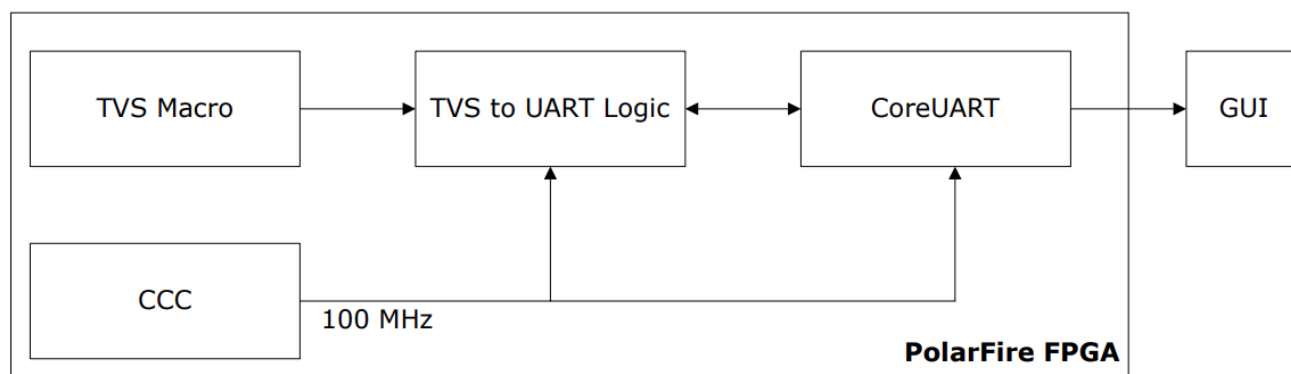 TVS Macro
TVS to UART Logic
CoreUART
GUI
CCC
100 MHz
PolarFire FPGA